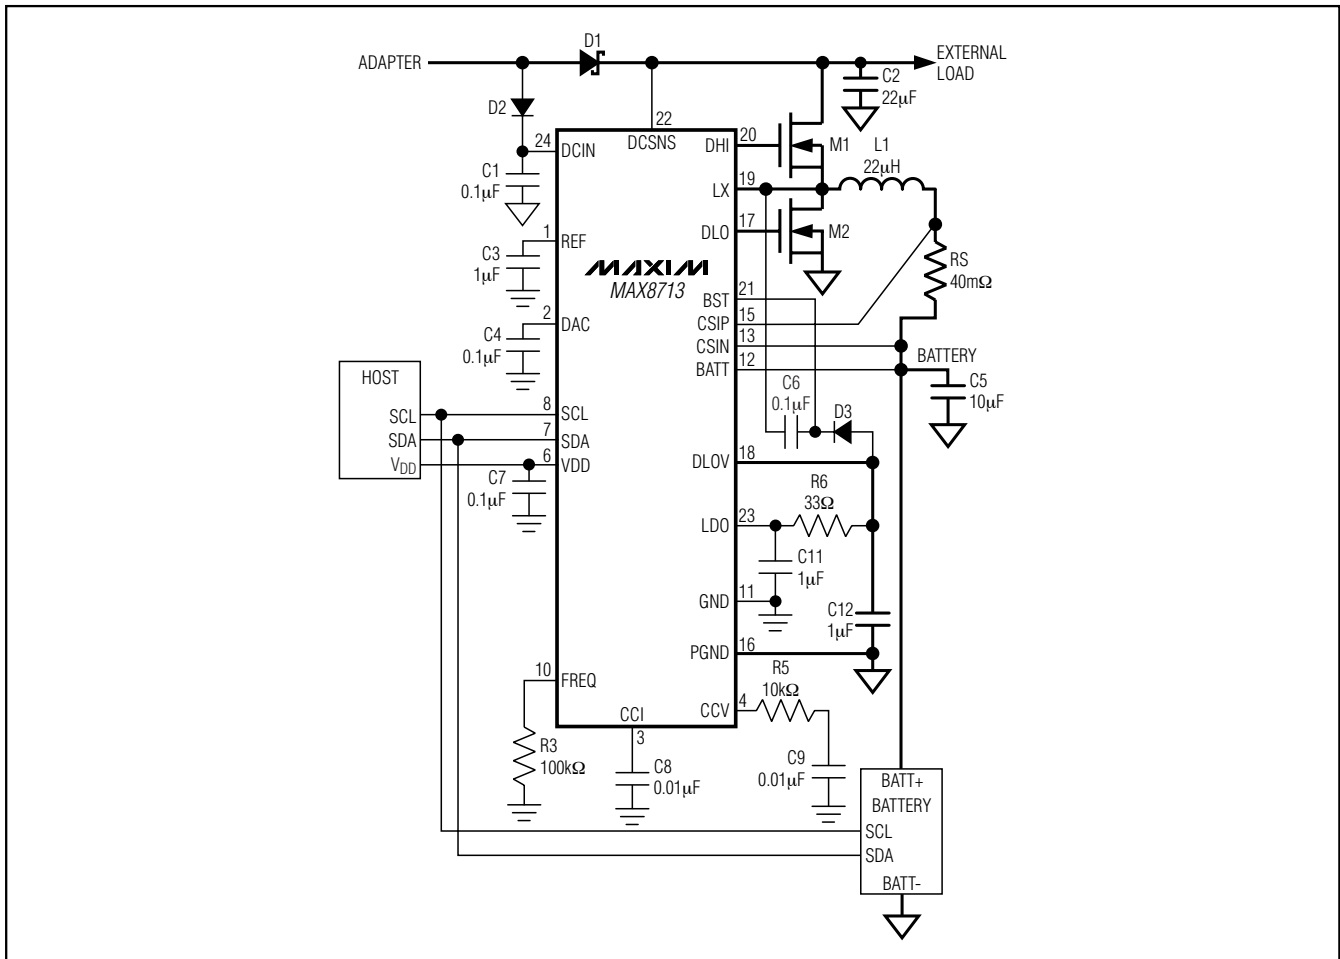 ADAPTER
D1
EXTERNAL
LOAD
C2
22µF
D2
22
DCSNS
24
DCIN
C1
0.1µF
DHI
20
M1
L1
22µH
LX
19
DLO
17
M2
1
REF
C3
1µF
MAXIM
MAX8713
RS
40mΩ
BST
21
CSIP
15
CSIN
13
BATT
12
BATTERY
C5
10µF
2
DAC
C4
0.1µF
HOST
SCL
SDA
VDD
8
SCL
7
SDA
6
VDD
C7
0.1µF
C6
0.1µF
D3
DLOV
18
R6
33Ω
LDO
23
C11
1µF
GND
11
C12
1µF
PGND
16
10
FREQ
R3
100kΩ
CCI
3
C8
0.01µF
CCV
4
R5
10kΩ
C9
0.01µF
BATT+
BATTERY
SCL
SDA
BATT-